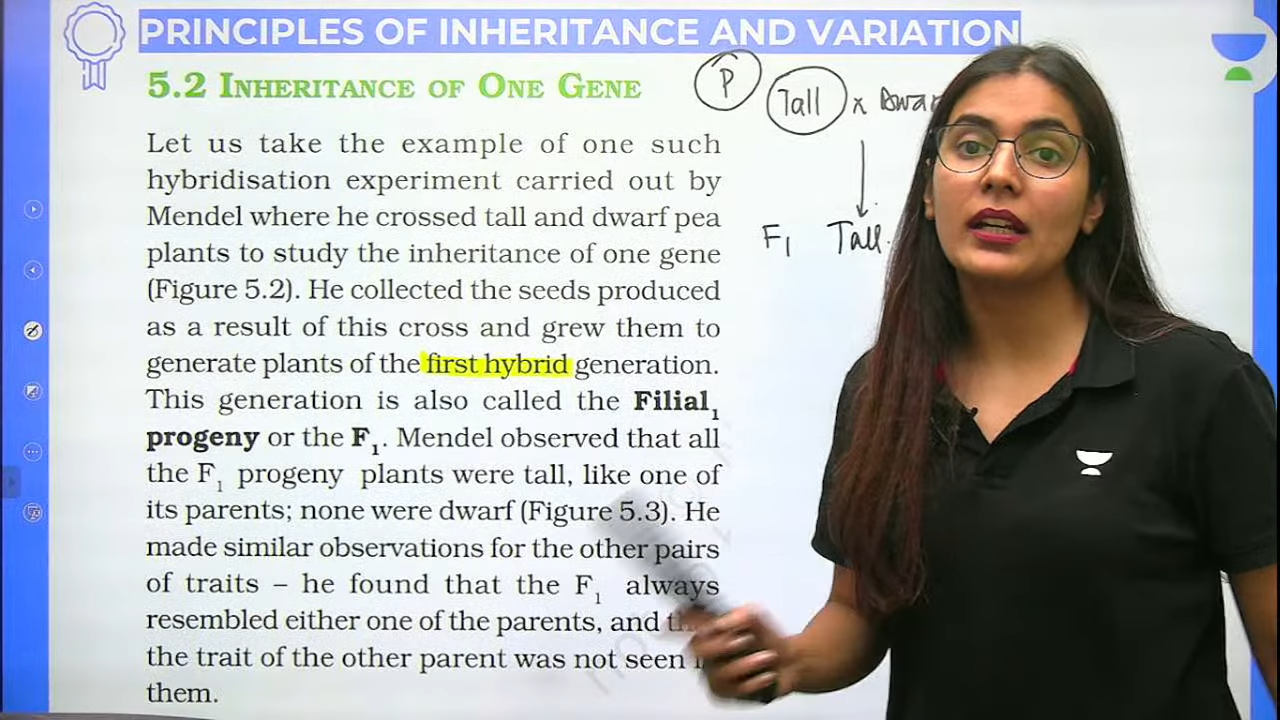 PRINCIPLES OF INHERITANCE AND VARIATION
5.2 INHERITANCE OF ONE GENE
Let us take the example of one such
hybridisation experiment carried out by
Mendel where he crossed tall and dwarf pea
plants to study the inheritance of one gene
(Figure 5.2). He collected the seeds produced
as a result of this cross and grew them to
generate plants of the first hybrid generation.
This generation is also called the Filial₁
progeny or the F₁. Mendel observed that all
the F₁ progeny plants were tall, like one of
its parents; none were dwarf (Figure 5.3). He
made similar observations for the other pairs
of traits – he found that the F₁ always
resembled either one of the parents, and
the trait of the other parent was not seen
them.
P
Tall x
F₁ Tall.